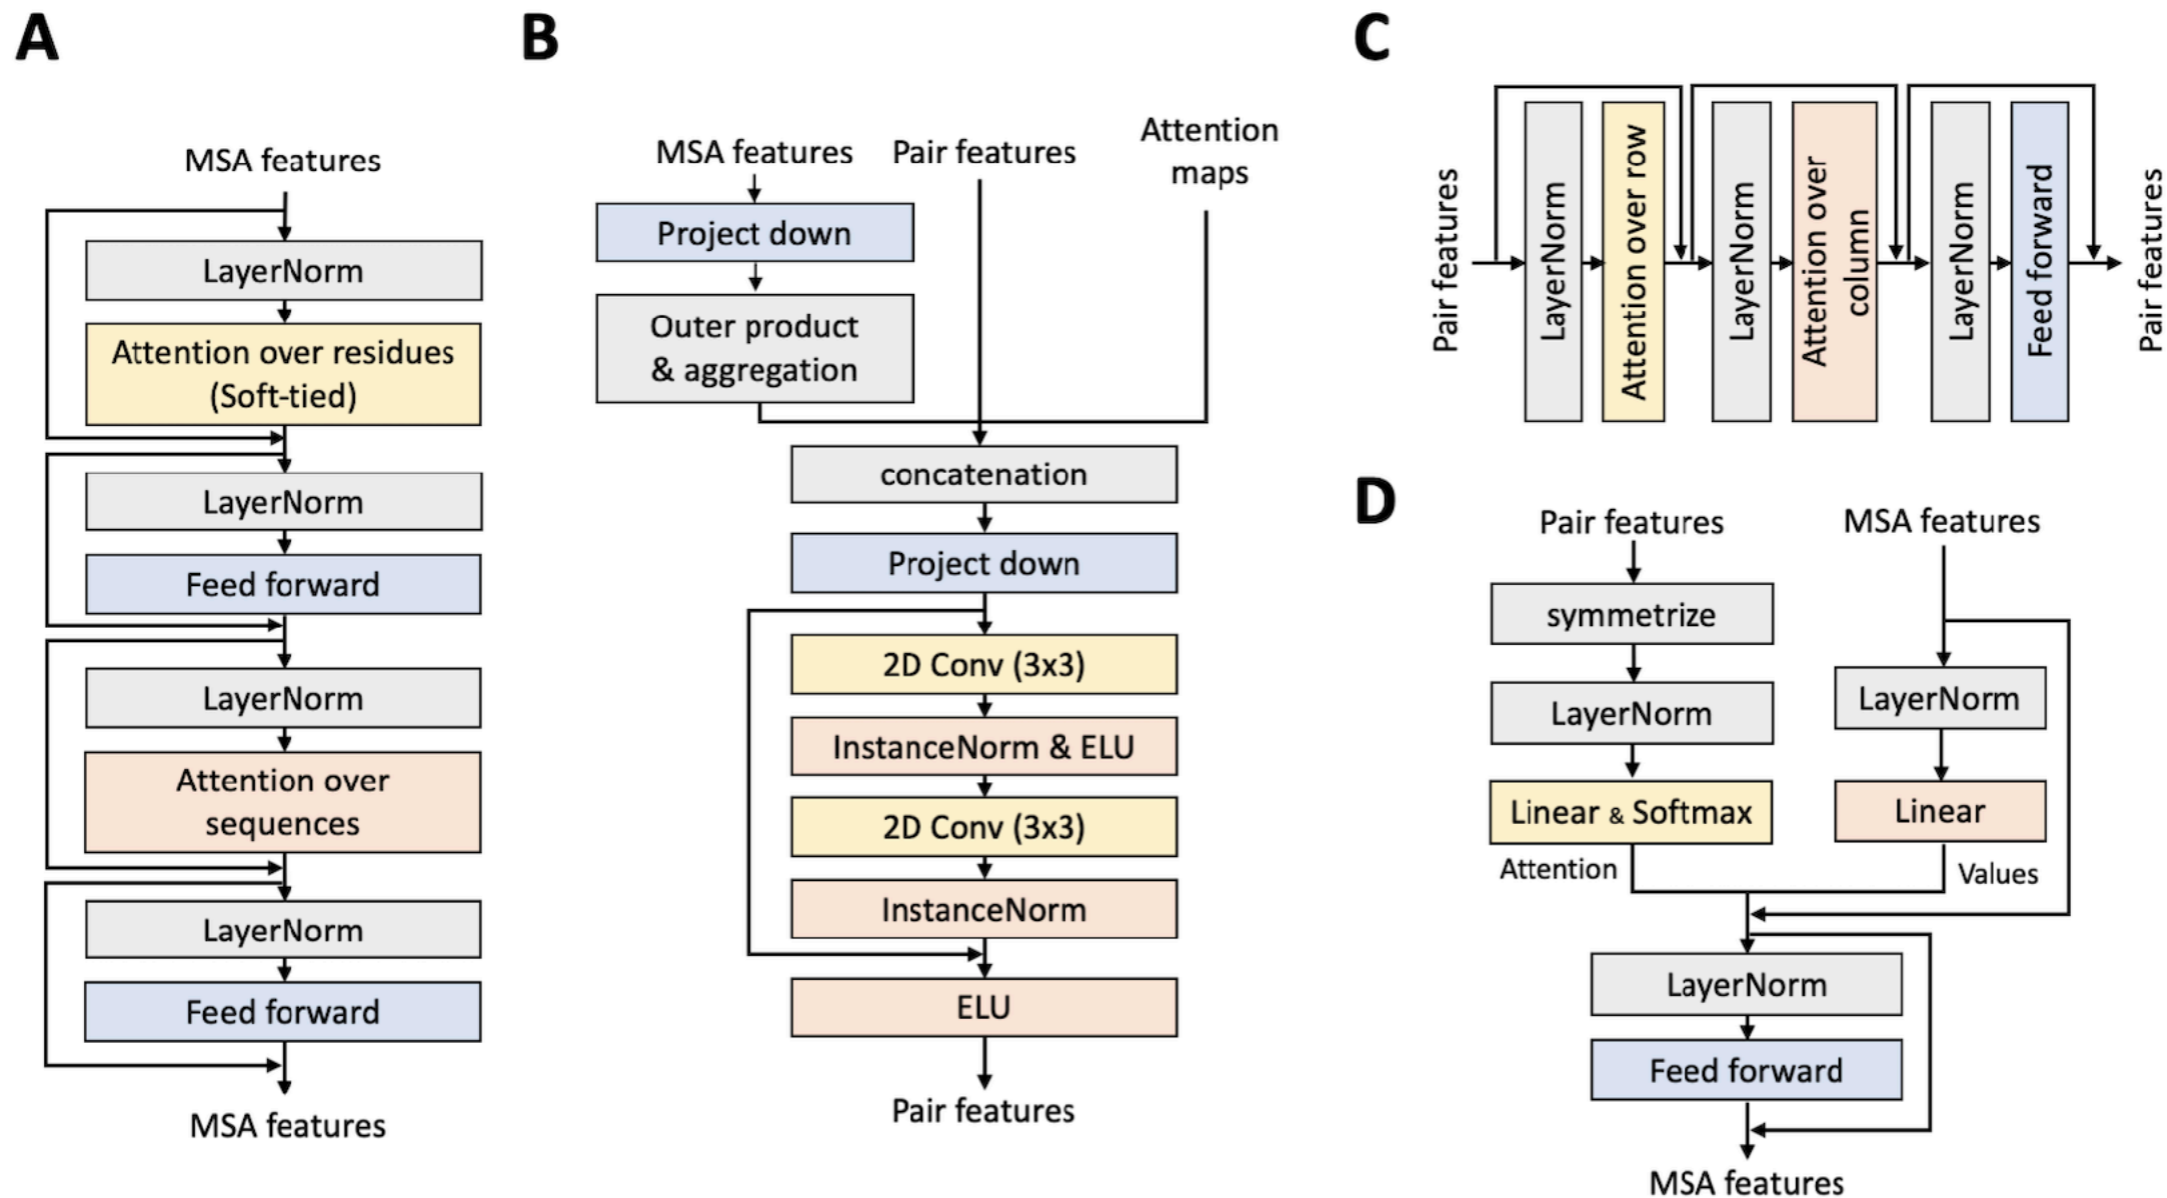 A
MSA features
LayerNorm
Attention over residues
(Soft-tied)
LayerNorm
Feed forward
LayerNorm
Attention over
sequences
LayerNorm
Feed forward
MSA features
B
MSA features
Pair features
Attention
maps
Project down
Outer product
& aggregation
concatenation
Project down
2D Conv (3x3)
InstanceNorm & ELU
2D Conv (3x3)
InstanceNorm
ELU
Pair features
C
Pair features
LayerNorm
Attention over row
LayerNorm
Attention over
column
LayerNorm
Feed forward
Pair features
D
Pair features
MSA features
symmetrize
LayerNorm
LayerNorm
Linear & Softmax
Linear
Attention
Values
LayerNorm
Feed forward
MSA features